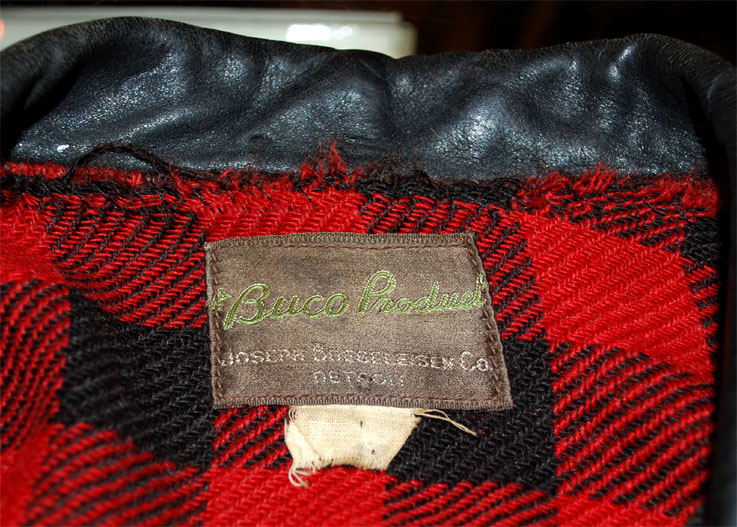 A Buco Product
JOSEPH BUEGELEISEN CO.
DETROIT